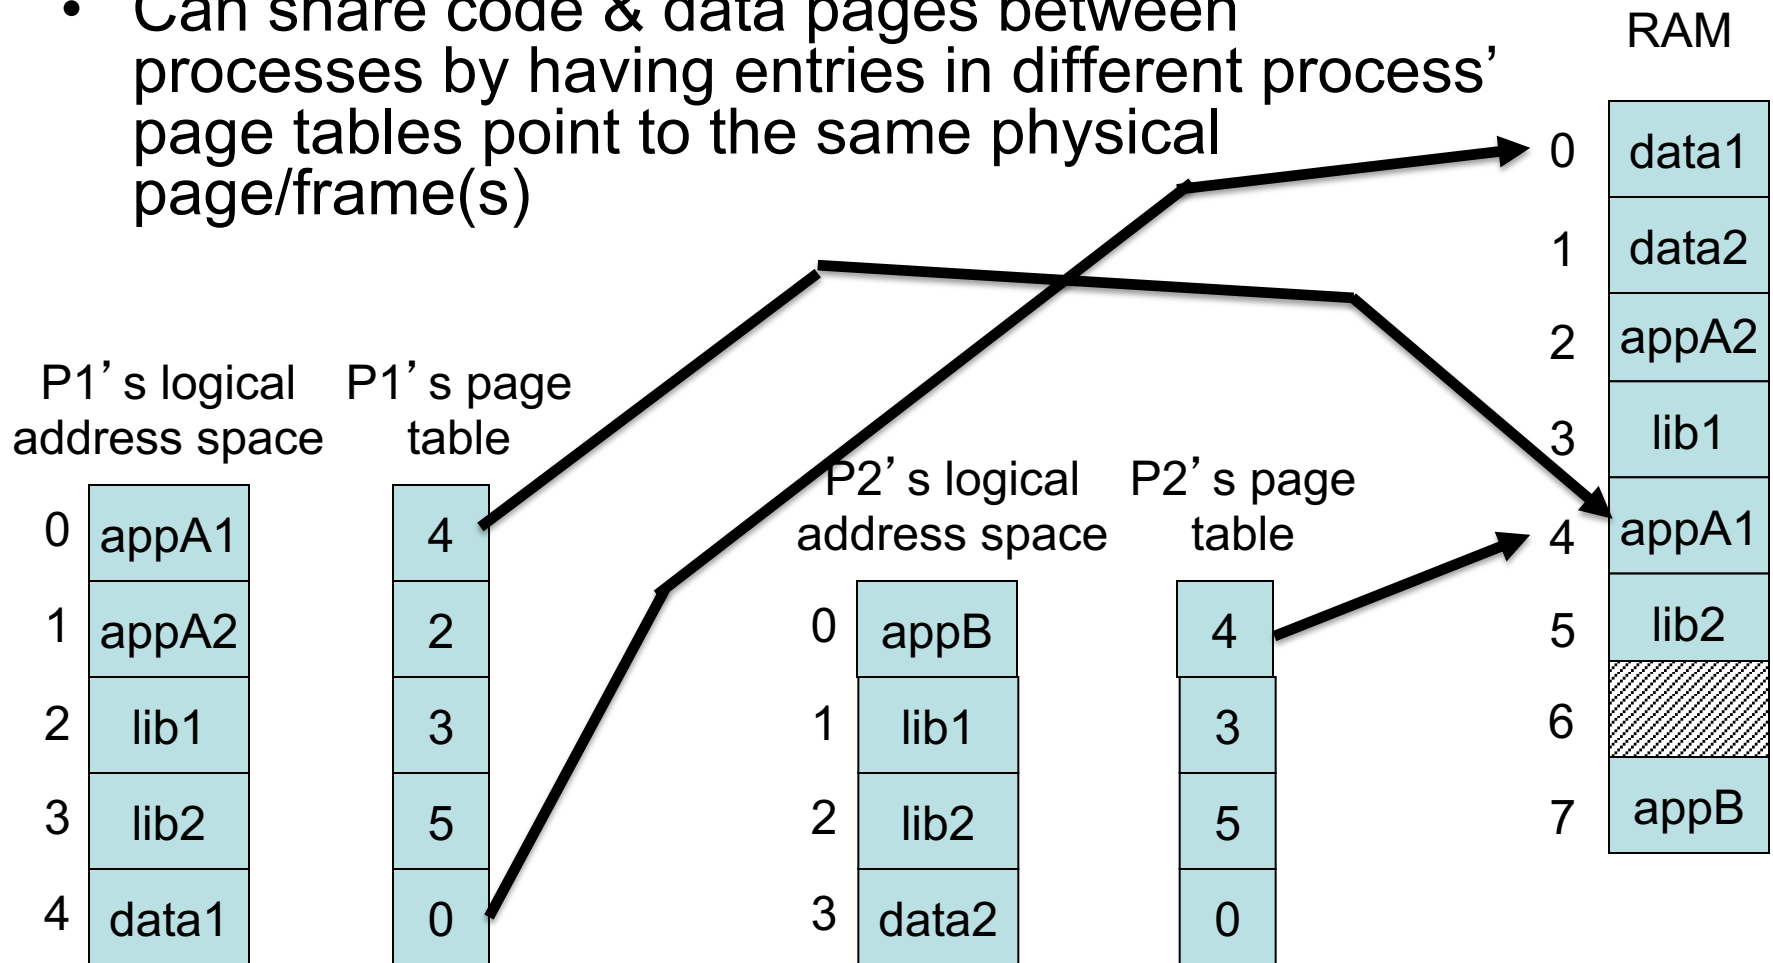 • Can share code & data pages between
processes by having entries in different process’
page tables point to the same physical
page/frame(s)
RAM
0 data1
1 data2
2 appA2
3 lib1
4 appA1
5 lib2
6
7 appB
P1’s logical
address space
0 appA1
1 appA2
2 lib1
3 lib2
4 data1
P1’s page
table
4
2
3
5
0
P2’s logical
address space
0 appB
1 lib1
2 lib2
3 data2
P2’s page
table
4
3
5
0